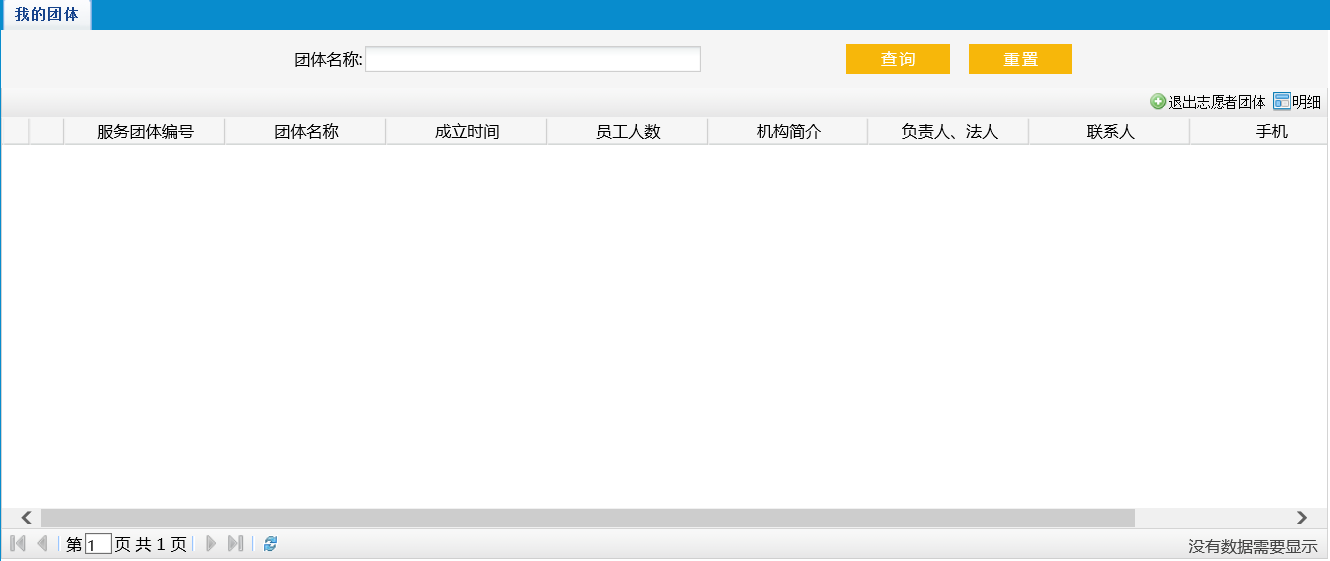 我的团体
团体名称: 查询 重置
退出志愿者团体 明细
服务团体编号 团体名称 成立时间 员工人数 机构简介 负责人、法人 联系人 手机
第 1 页 共 1 页 没有数据需要显示